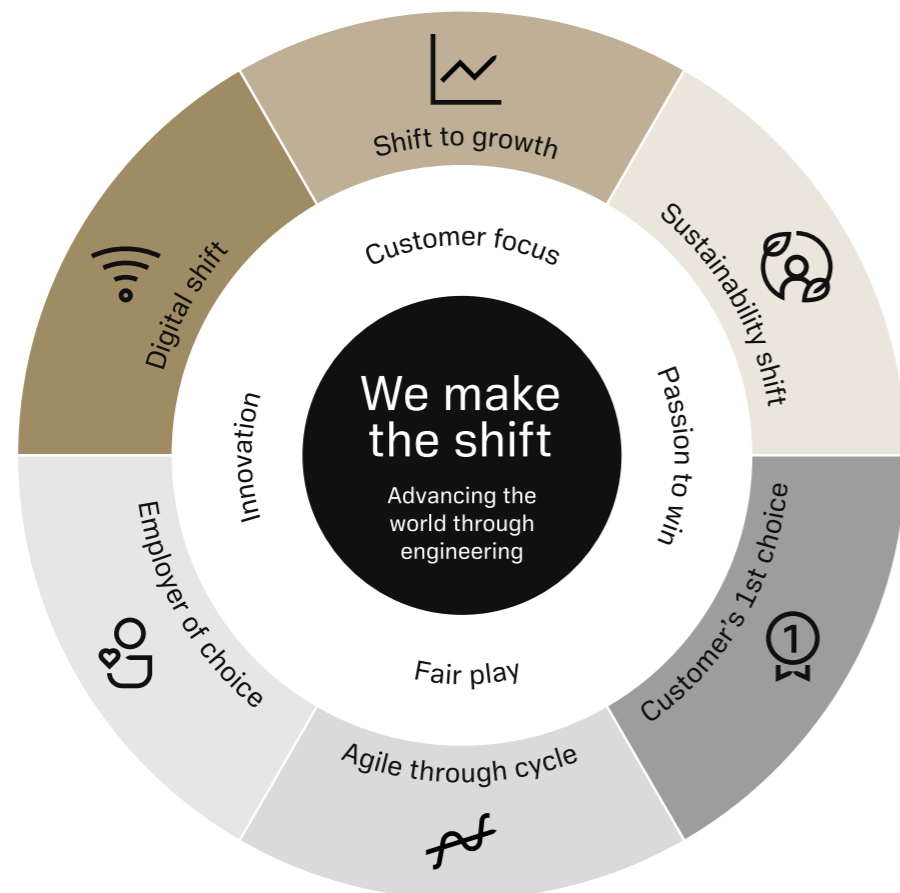 Shift to growth
Sustainability shift
Customer's 1st choice
Agile through cycle
Employer of choice
Digital shift
Customer focus
Passion to win
Fair play
Innovation
We make
the shift
Advancing the
world through
engineering
1